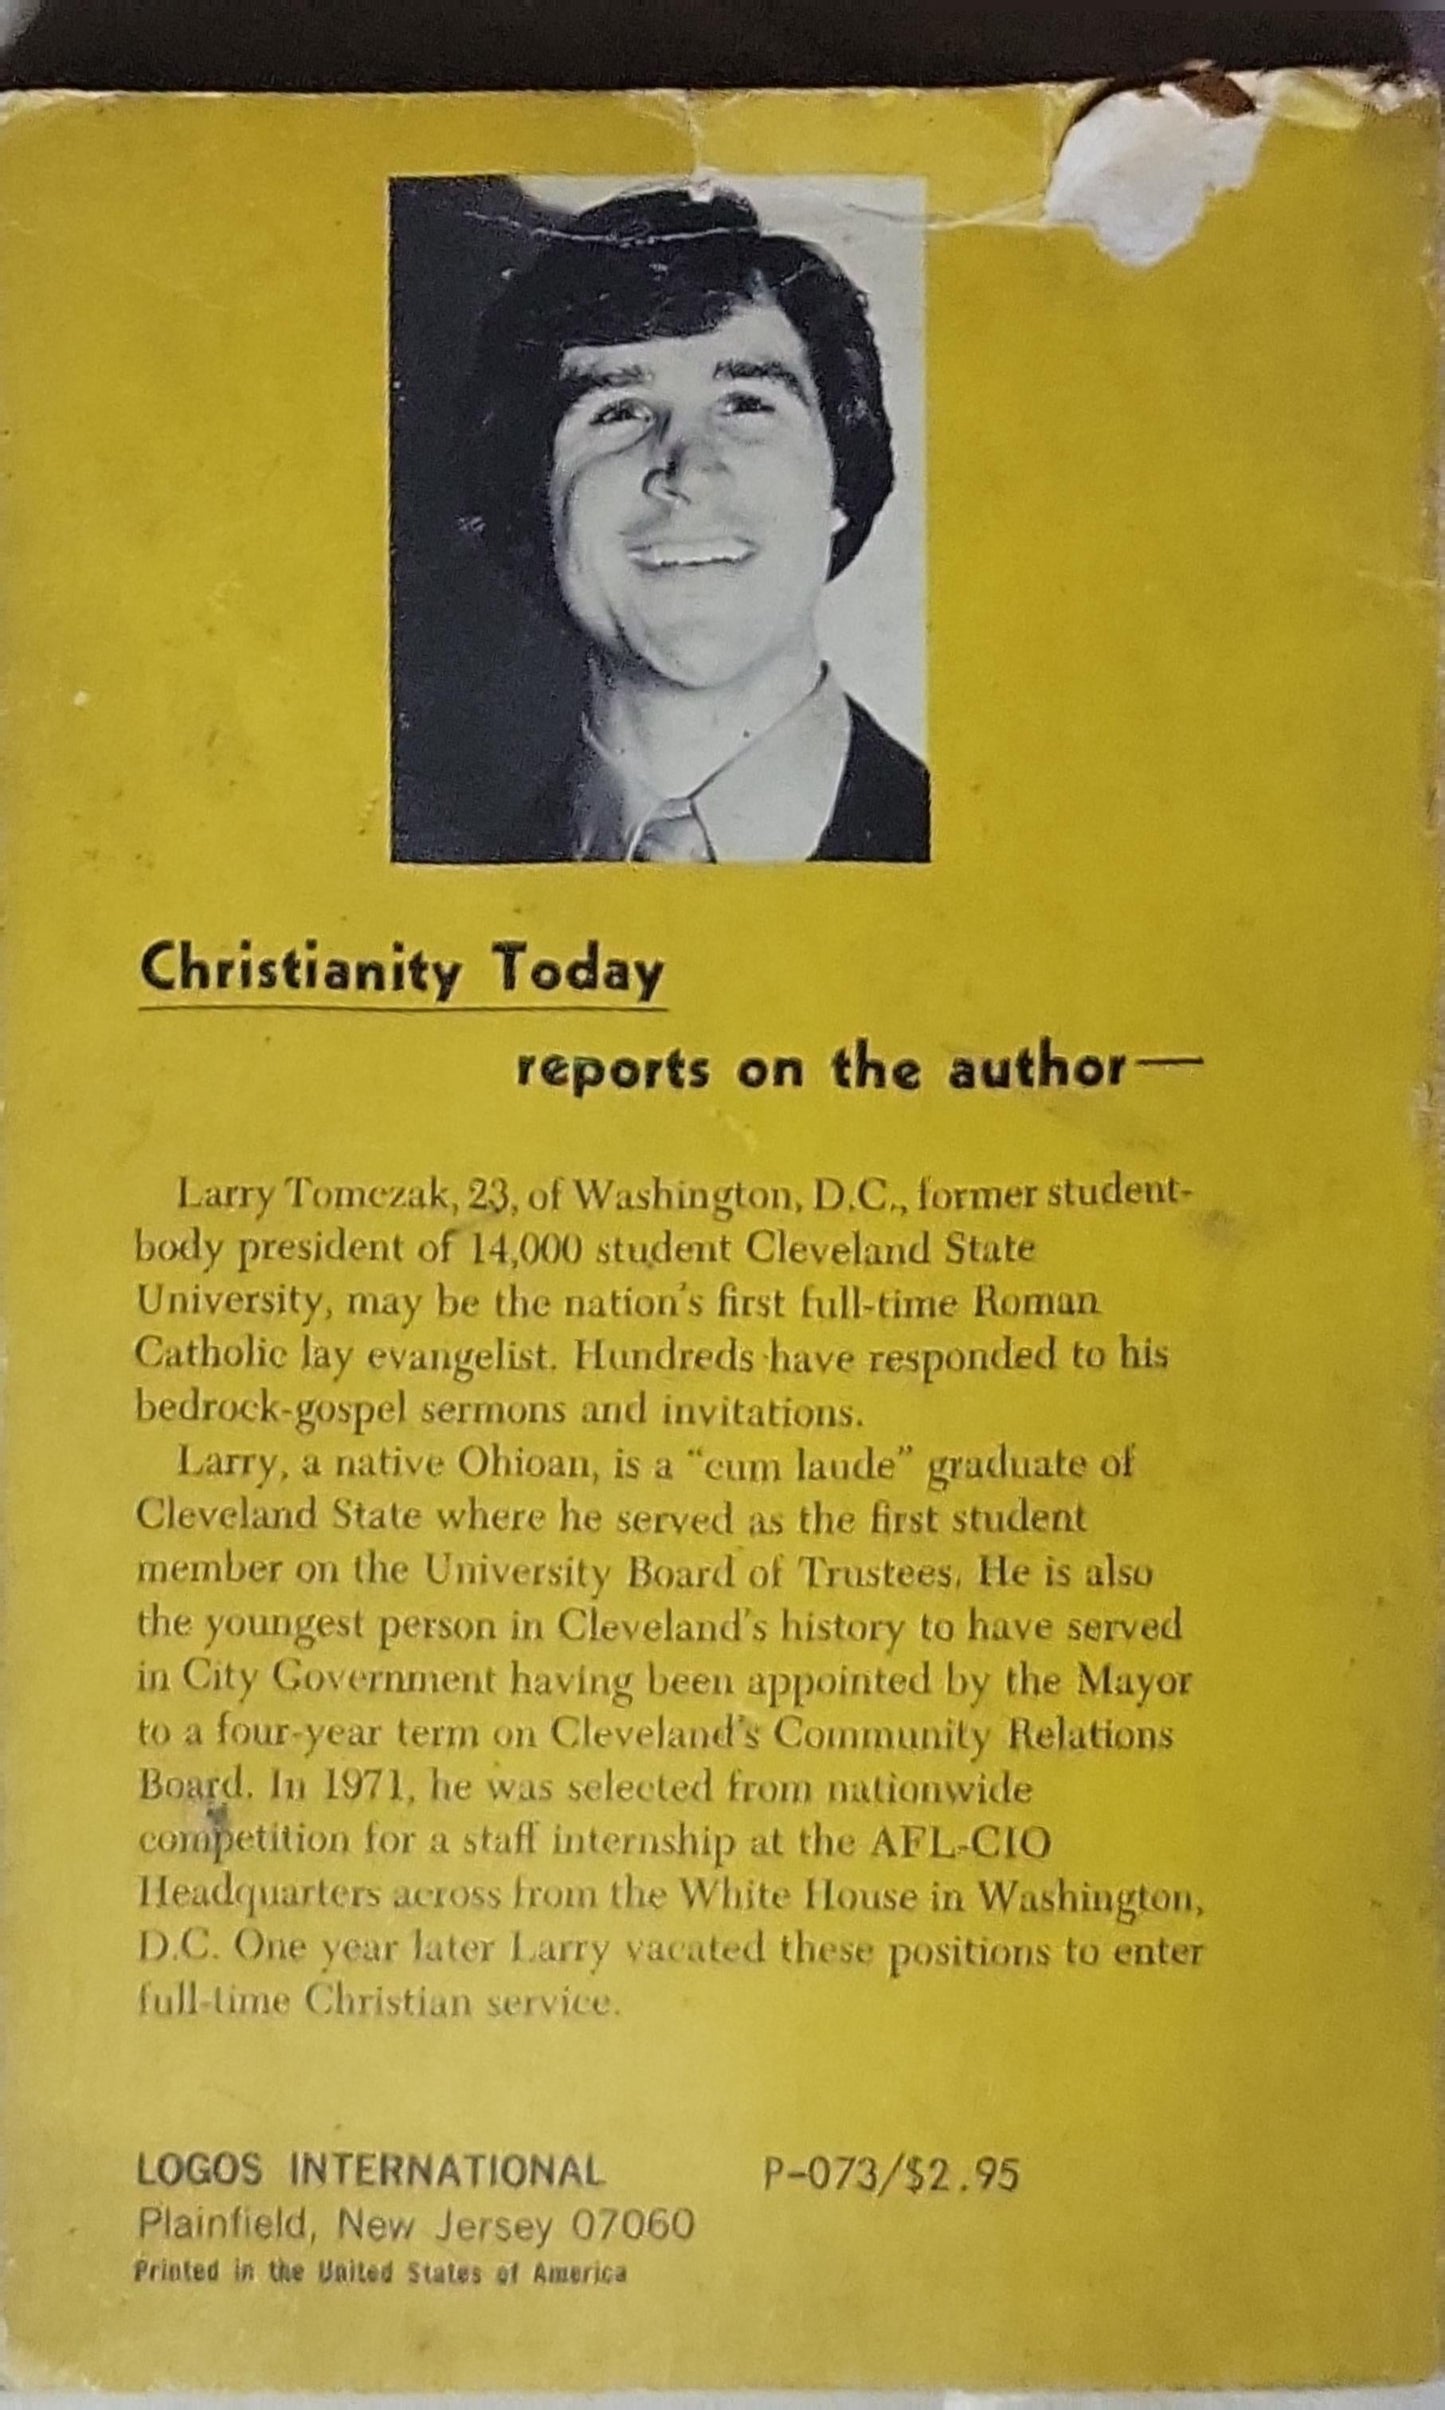 Christianity Today
reports on the author—
Larry Tomczak, 23, of Washington, D.C., former student-
body president of 14,000 student Cleveland State
University, may be the nation's first full-time Roman
Catholic lay evangelist. Hundreds have responded to his
bedrock-gospel sermons and invitations.
Larry, a native Ohioan, is a “cum laude” graduate of
Cleveland State where he served as the first student
member on the University Board of Trustees. He is also
the youngest person in Cleveland's history to have served
in City Government having been appointed by the Mayor
to a four-year term on Cleveland's Community Relations
Board. In 1971, he was selected from nationwide
competition for a staff internship at the AFL-CIO
Headquarters across from the White House in Washington,
D.C. One year later Larry vacated these positions to enter
full-time Christian service.
LOGOS INTERNATIONAL P-073/$2.95
Plainfield, New Jersey 07060
Printed in the United States of America